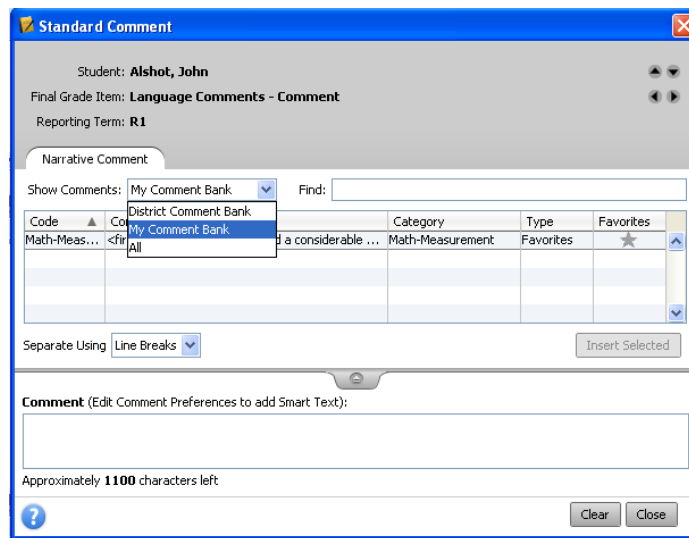 Standard Comment
Student: Alshot, John
Final Grade Item: Language Comments - Comment
Reporting Term: R1
Narrative Comment
Show Comments: My Comment Bank Find:
District Comment Bank
My Comment Bank
All
Code Co Category Type Favorites
Math-Meas... <fir d a considerable ... Math-Measurement Favorites
Separate Using Line Breaks Insert Selected
Comment (Edit Comment Preferences to add Smart Text):
Approximately 1100 characters left
? Clear Close